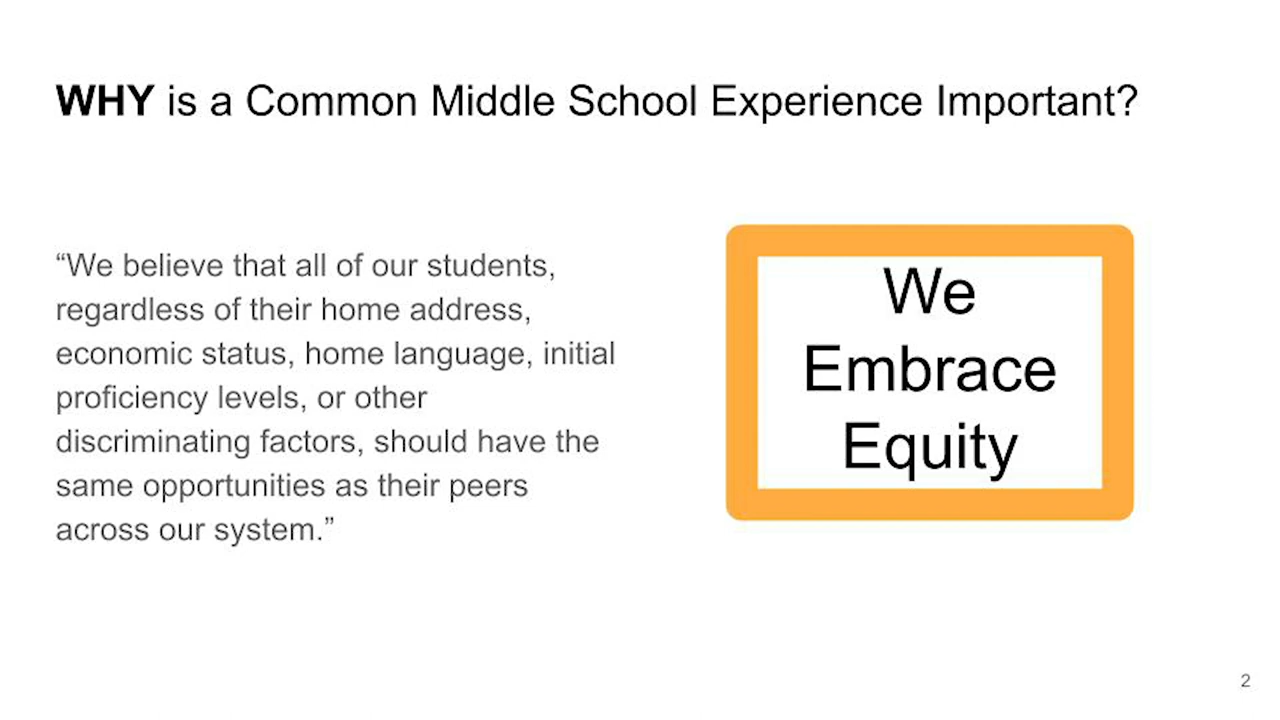 WHY is a Common Middle School Experience Important?
“We believe that all of our students,
regardless of their home address,
economic status, home language, initial
proficiency levels, or other
discriminating factors, should have the
same opportunities as their peers
across our system.”
We
Embrace
Equity
2